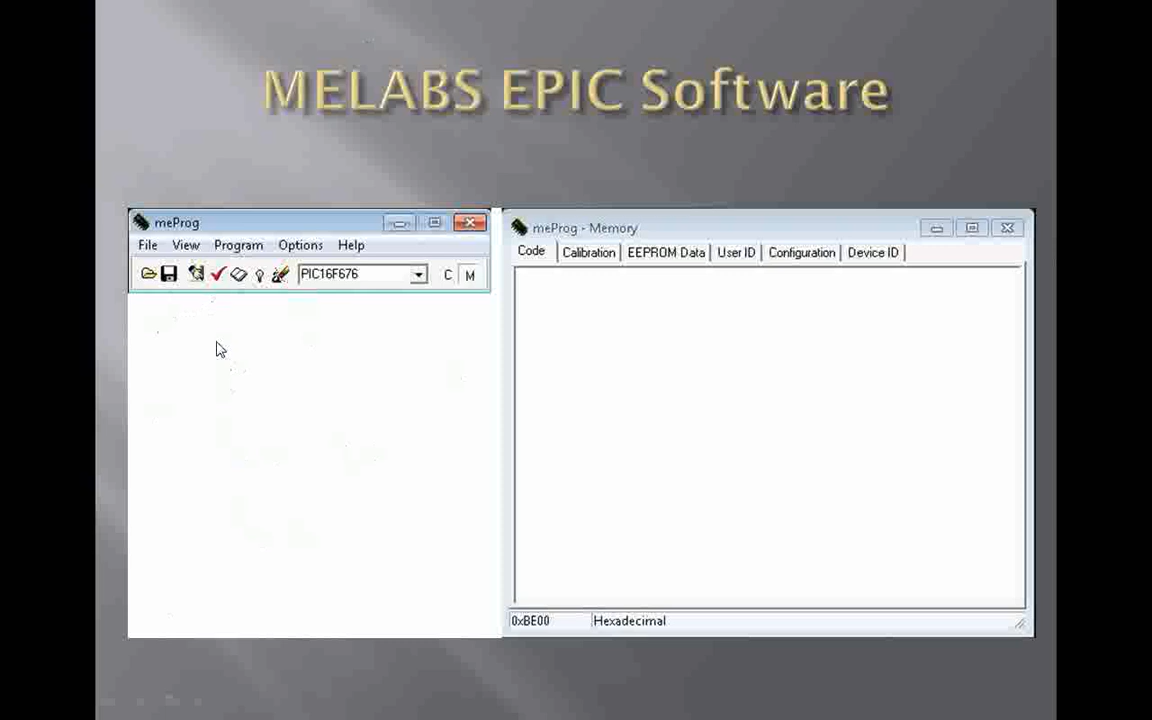 MELABS EPIC Software
meProg
File View Program Options Help
PIC16F676 C M
meProg - Memory
Code Calibration EEPROM Data User ID Configuration Device ID
0xBE00 Hexadecimal